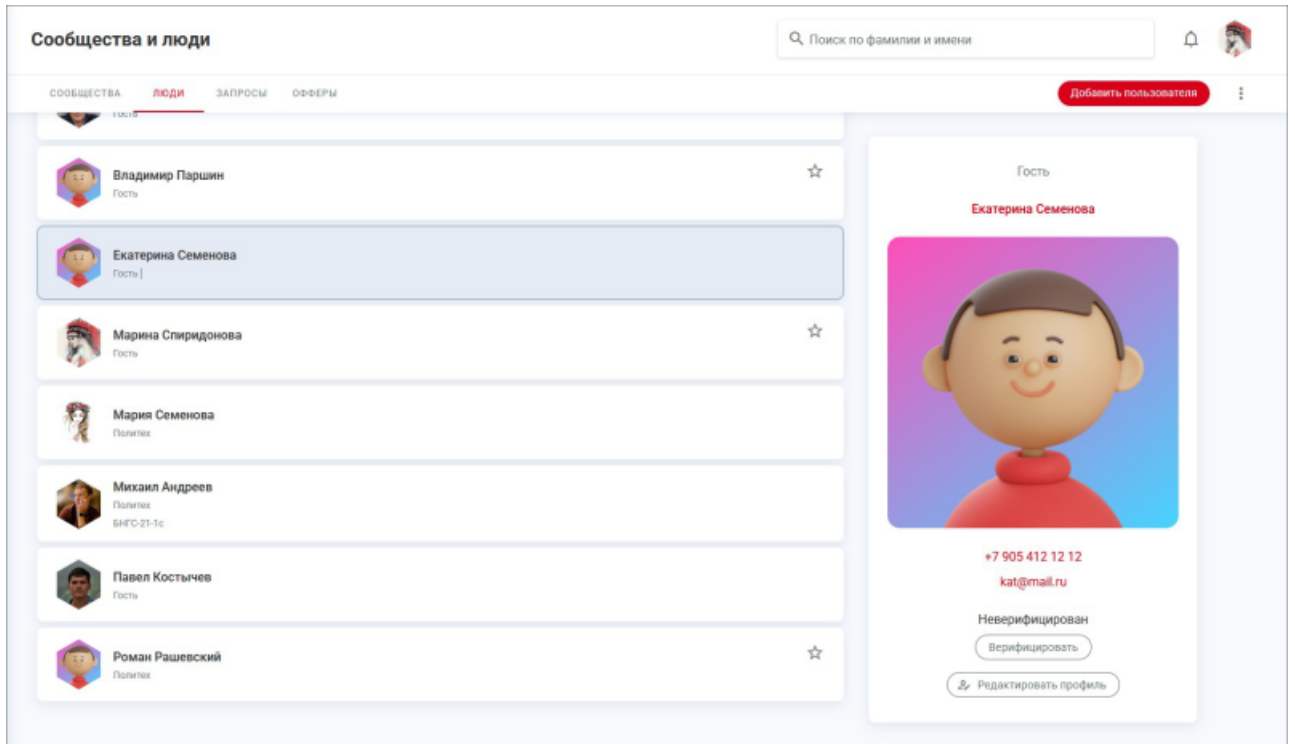 Сообщества и люди
Поиск по фамилии и имени
СООБЩЕСТВА ЛЮДИ ЗАПРОСЫ ОФФЕРЫ
Добавить пользователя
Гость
Владимир Паршин
Гость
Екатерина Семенова
Гость |
Марина Спиридонова
Гость
Мария Семенова
Политех
Михаил Андреев
Политех
БНГС-21-1с
Павел Костычев
Гость
Роман Рашевский
Политех
Гость
Екатерина Семенова
+7 905 412 12 12
kat@mail.ru
Неверифицирован
Верифицировать
Редактировать профиль